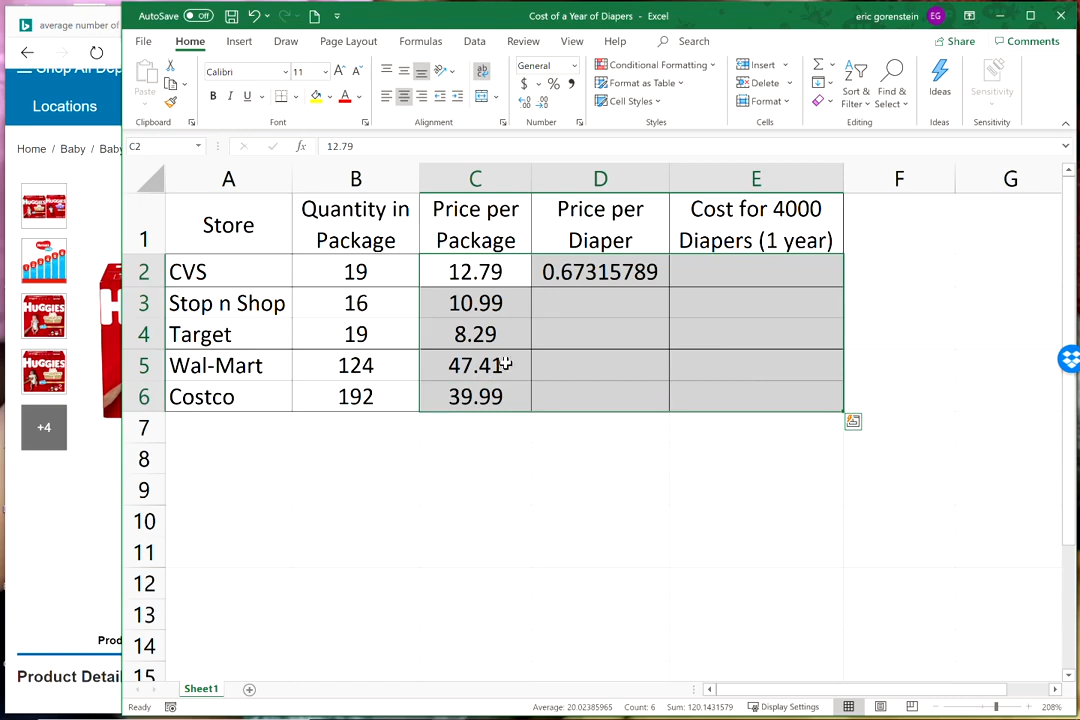 average number of
Shop All Dep
Locations
Home / Baby / Baby
HUGGIES
HUGGIES
+4
Prod
Product Detail
AutoSave Off
Cost of a Year of Diapers - Excel
eric gorenstein EG
File Home Insert Draw Page Layout Formulas Data Review View Help Search Share Comments
Paste
Clipboard
Calibri 11
B I U
Font
Alignment
General
$ % ,
Number
Conditional Formatting
Format as Table
Cell Styles
Styles
Insert
Delete
Format
Cells
Sort & Filter
Find & Select
Editing
Ideas
Ideas
Sensitivity
Sensitivity
C2 fx 12.79
A B C D E F G
1 Store Quantity in Package Price per Package Price per Diaper Cost for 4000 Diapers (1 year)
2 CVS 19 12.79 0.67315789
3 Stop n Shop 16 10.99
4 Target 19 8.29
5 Wal-Mart 124 47.41
6 Costco 192 39.99
7
8
9
10
11
12
13
14
15
Sheet1
Ready Average: 20.02385965 Count: 6 Sum: 120.1431579 Display Settings 208%